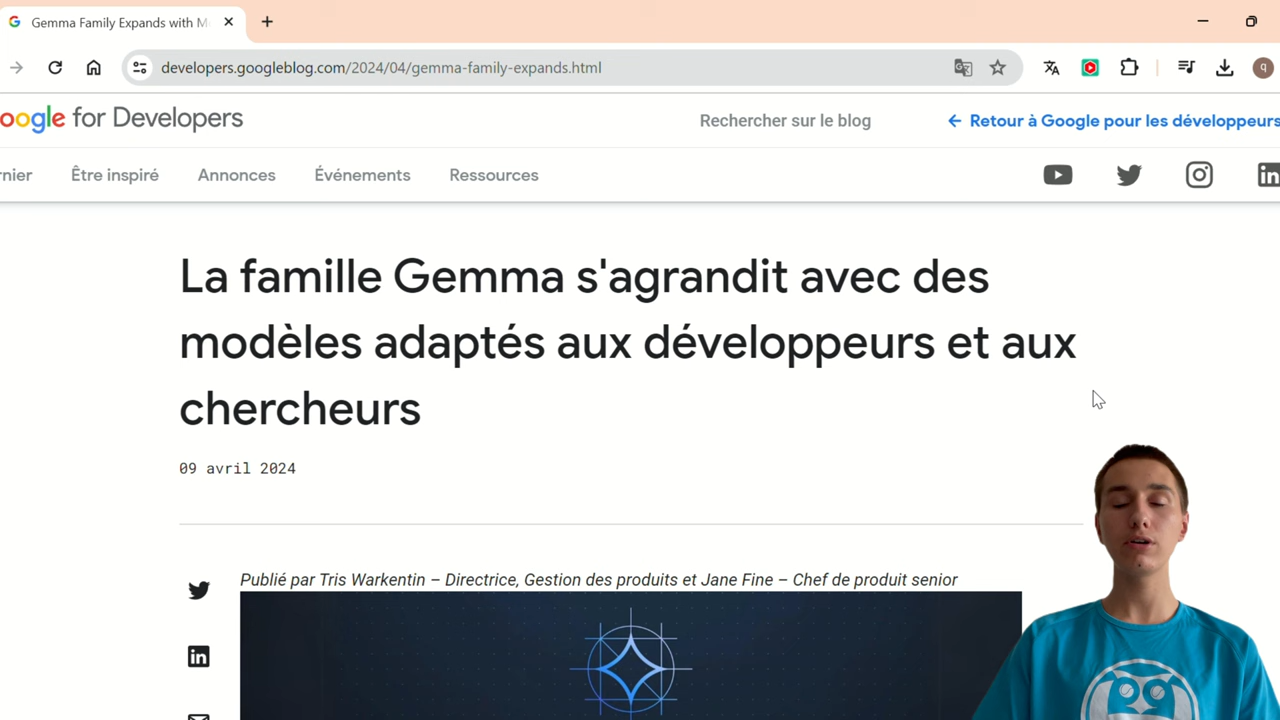 Gemma Family Expands with M
developers.googleblog.com/2024/04/gemma-family-expands.html
q
oogle for Developers
Rechercher sur le blog
← Retour à Google pour les développeurs
rnier
Être inspiré
Annonces
Événements
Ressources
La famille Gemma s'agrandit avec des
modèles adaptés aux développeurs et aux
chercheurs
09 avril 2024
Publié par Tris Warkentin – Directrice, Gestion des produits et Jane Fine – Chef de produit senior